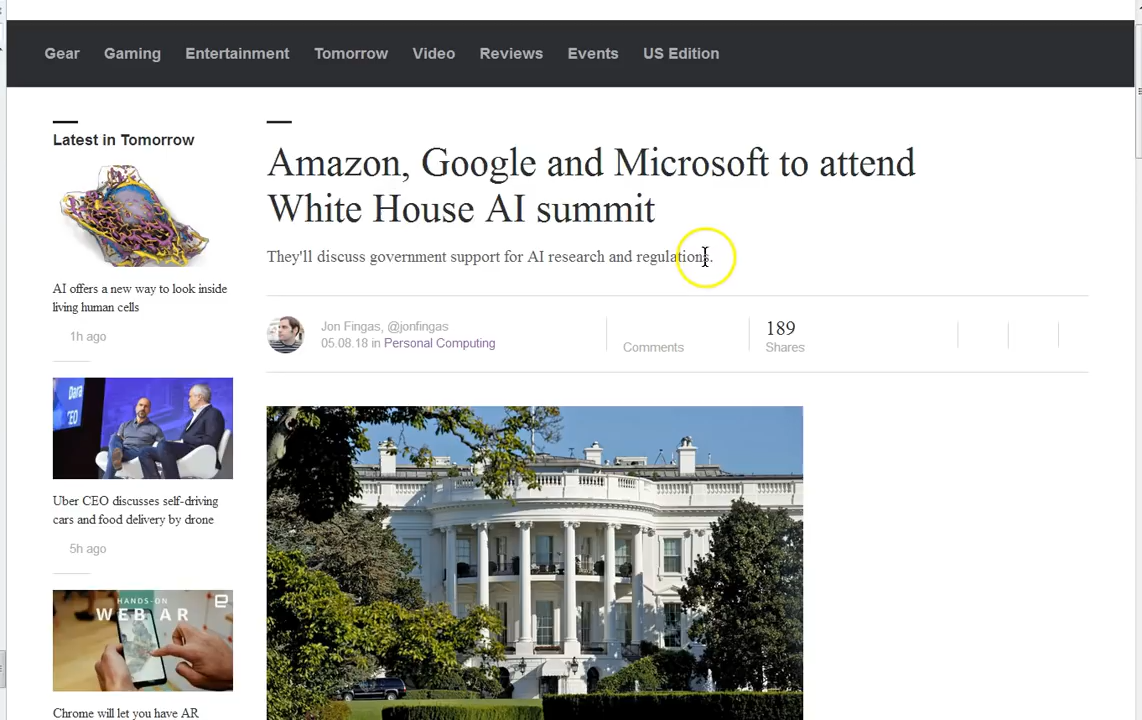 Gear Gaming Entertainment Tomorrow Video Reviews Events US Edition
Latest in Tomorrow
AI offers a new way to look inside
living human cells
1h ago
Dara
CEO
Uber CEO discusses self-driving
cars and food delivery by drone
5h ago
HANDS-ON
WEB AR
Chrome will let you have AR
Amazon, Google and Microsoft to attend
White House AI summit
They'll discuss government support for AI research and regulations.
Jon Fingas, @jonfingas
05.08.18 in Personal Computing
Comments
189
Shares